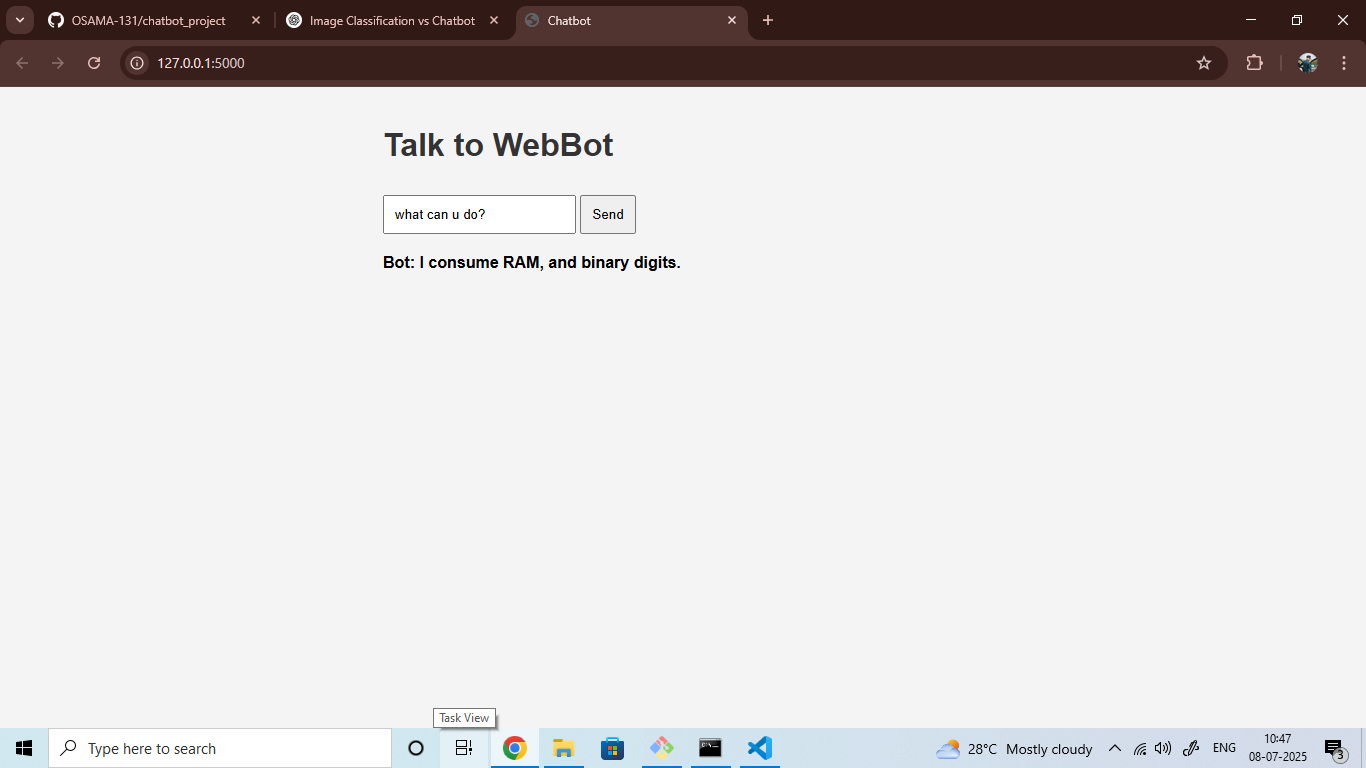 OSAMA-131/chatbot_project
Image Classification vs Chatbot
Chatbot
127.0.0.1:5000
Talk to WebBot
what can u do?
Send
Bot: I consume RAM, and binary digits.
Task View
Type here to search
28°C Mostly cloudy
ENG
10:47
08-07-2025
3